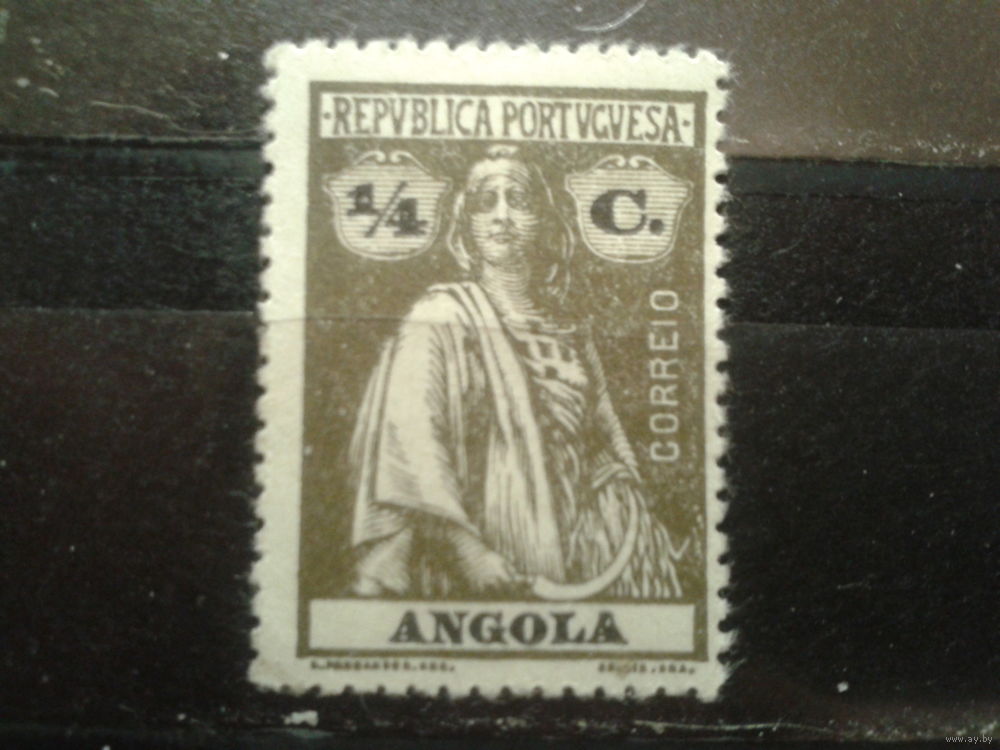 ·REPVBLICA PORTVGVESA·
1/4 C.
CORREIO
ANGOLA
www.ay.by